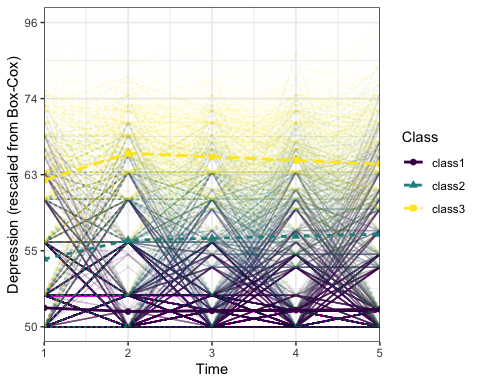 Depression (rescaled from Box-Cox)
96
74
63
55
50
1 2 3 4 5
Time
Class
class1
class2
class3